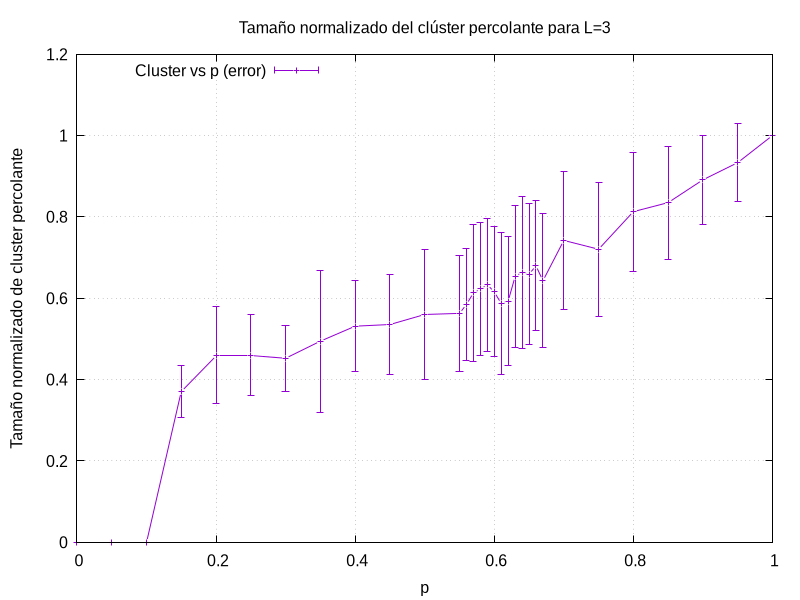 Tamaño normalizado del clúster percolante para L=3
Cluster vs p (error)
Tamaño normalizado de cluster percolante
1.2
1
0.8
0.6
0.4
0.2
0
0 0.2 0.4 0.6 0.8 1
p